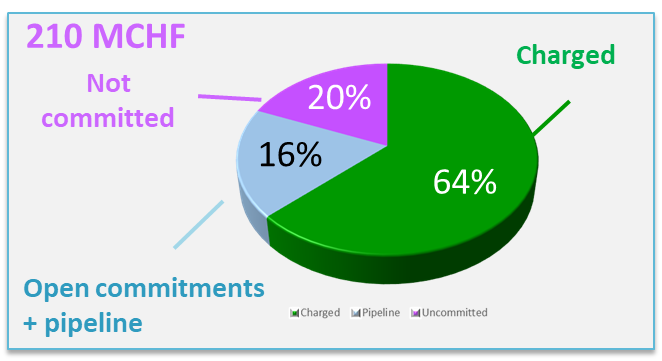 210 MCHF
Charged
Not
committed
20%
16%
64%
Open commitments
+ pipeline
Charged Pipeline Uncommitted